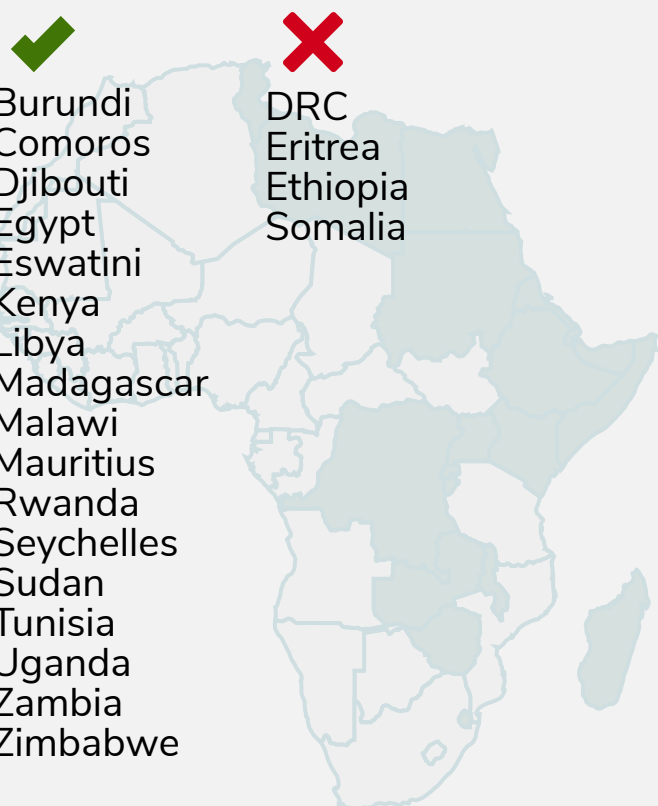 Burundi
Comoros
Djibouti
Egypt
Eswatini
Kenya
Libya
Madagascar
Malawi
Mauritius
Rwanda
Seychelles
Sudan
Tunisia
Uganda
Zambia
Zimbabwe
DRC
Eritrea
Ethiopia
Somalia